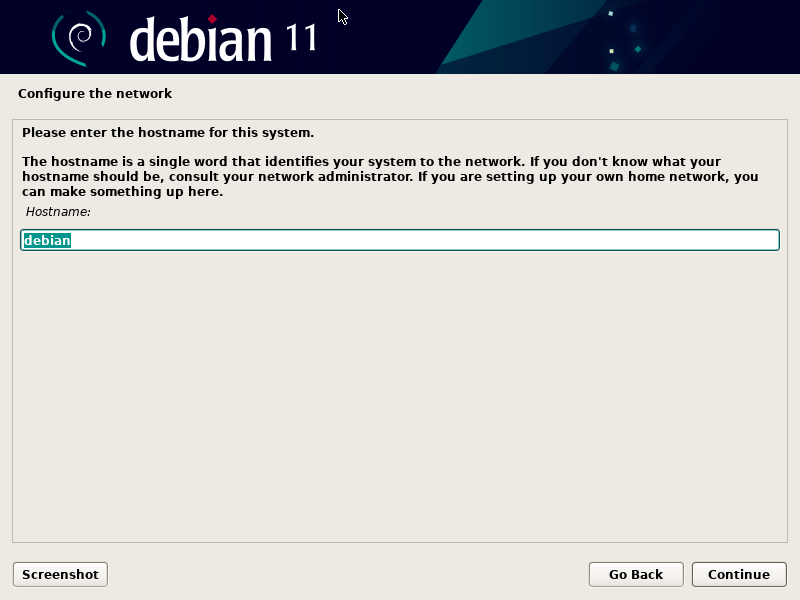 debian 11
Configure the network
Please enter the hostname for this system.
The hostname is a single word that identifies your system to the network. If you don't know what your
hostname should be, consult your network administrator. If you are setting up your own home network, you
can make something up here.
Hostname:
debian
Screenshot
Go Back
Continue